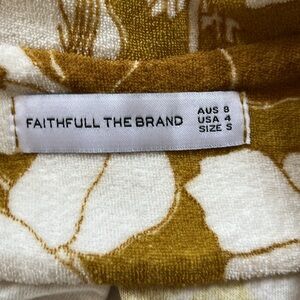 FAITHFULL THE BRAND
AUS 8
USA 4
SIZE S